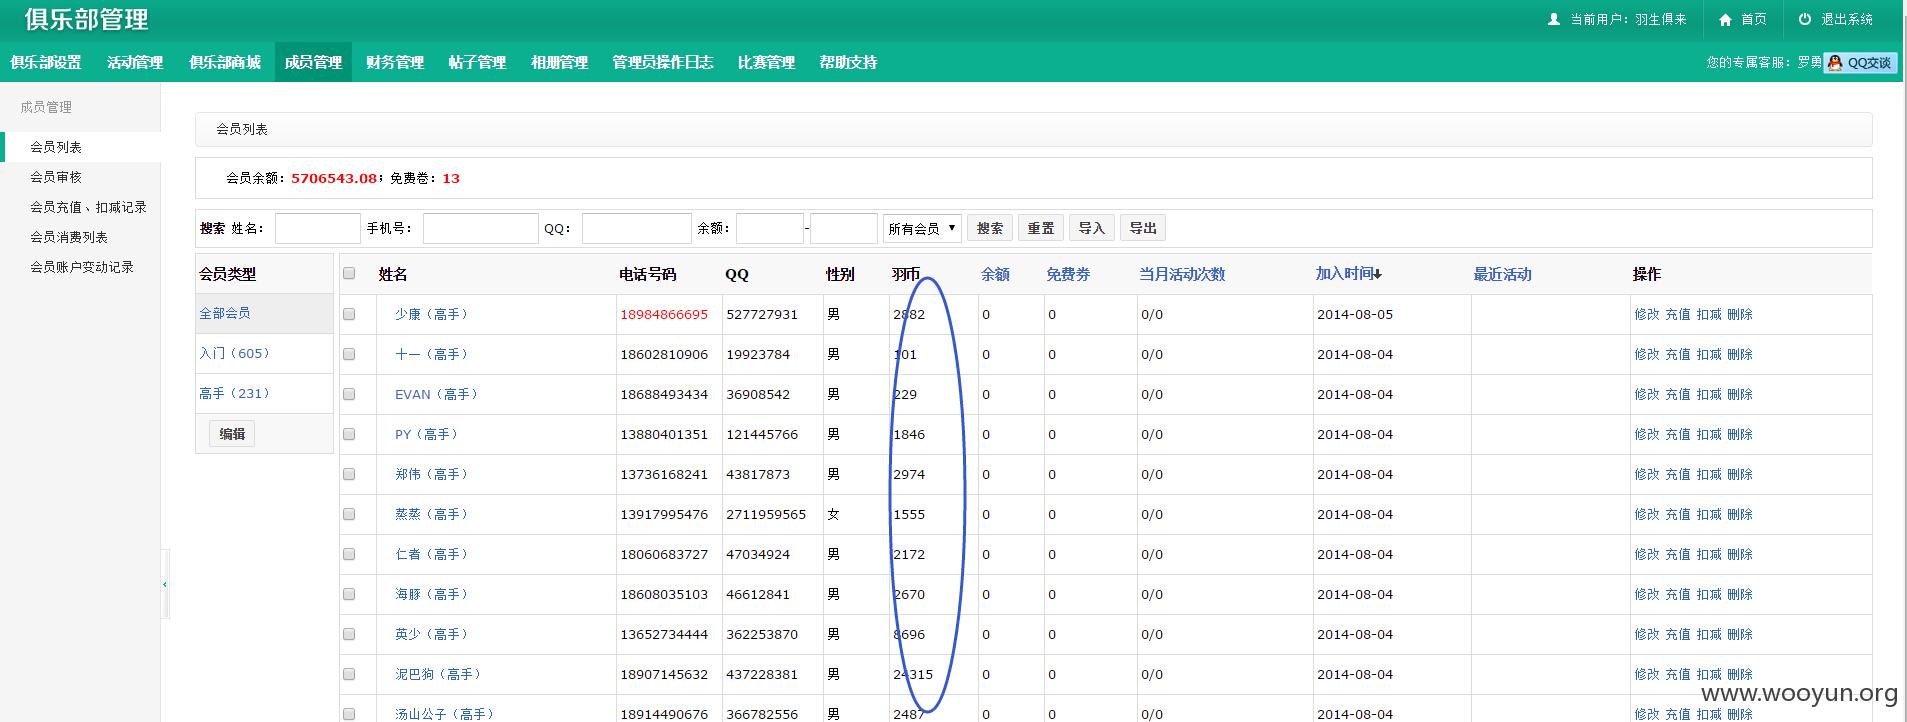 俱乐部管理 当前用户：羽生俱来 首页 退出系统
俱乐部设置 活动管理 俱乐部商城 成员管理 财务管理 帖子管理 相册管理 管理员操作日志 比赛管理 帮助支持 您的专属客服：罗勇 QQ交谈
成员管理
会员列表
会员审核
会员充值、扣减记录
会员消费列表
会员账户变动记录
会员列表
会员余额：5706543.08；免费卷：13
搜索 姓名： 手机号： QQ： 余额： - 所有会员 搜索 重置 导入 导出
会员类型
全部会员
入门（605）
高手（231）
编辑
姓名 电话号码 QQ 性别 羽币 余额 免费券 当月活动次数 加入时间 最近活动 操作
少康（高手） 18984866695 527727931 男 2882 0 0 0/0 2014-08-05 修改 充值 扣减 删除
十一（高手） 18602810906 19923784 男 101 0 0 0/0 2014-08-04 修改 充值 扣减 删除
EVAN（高手） 18688493434 36908542 男 229 0 0 0/0 2014-08-04 修改 充值 扣减 删除
PY（高手） 13880401351 121445766 男 1846 0 0 0/0 2014-08-04 修改 充值 扣减 删除
郑伟（高手） 13736168241 43817873 男 2974 0 0 0/0 2014-08-04 修改 充值 扣减 删除
蒸蒸（高手） 13917995476 2711959565 女 1555 0 0 0/0 2014-08-04 修改 充值 扣减 删除
仁者（高手） 18060683727 47034924 男 2172 0 0 0/0 2014-08-04 修改 充值 扣减 删除
海豚（高手） 18608035103 46612841 男 2670 0 0 0/0 2014-08-04 修改 充值 扣减 删除
英少（高手） 13652734444 362253870 男 8696 0 0 0/0 2014-08-04 修改 充值 扣减 删除
泥巴狗（高手） 18907145632 437228381 男 24315 0 0 0/0 2014-08-04 修改 充值 扣减 删除
汤山公子（高手） 18914490676 366782556 男 2487 0 0 0/0 2014-08-04 修改 充值 扣减 删除
www.wooyun.org